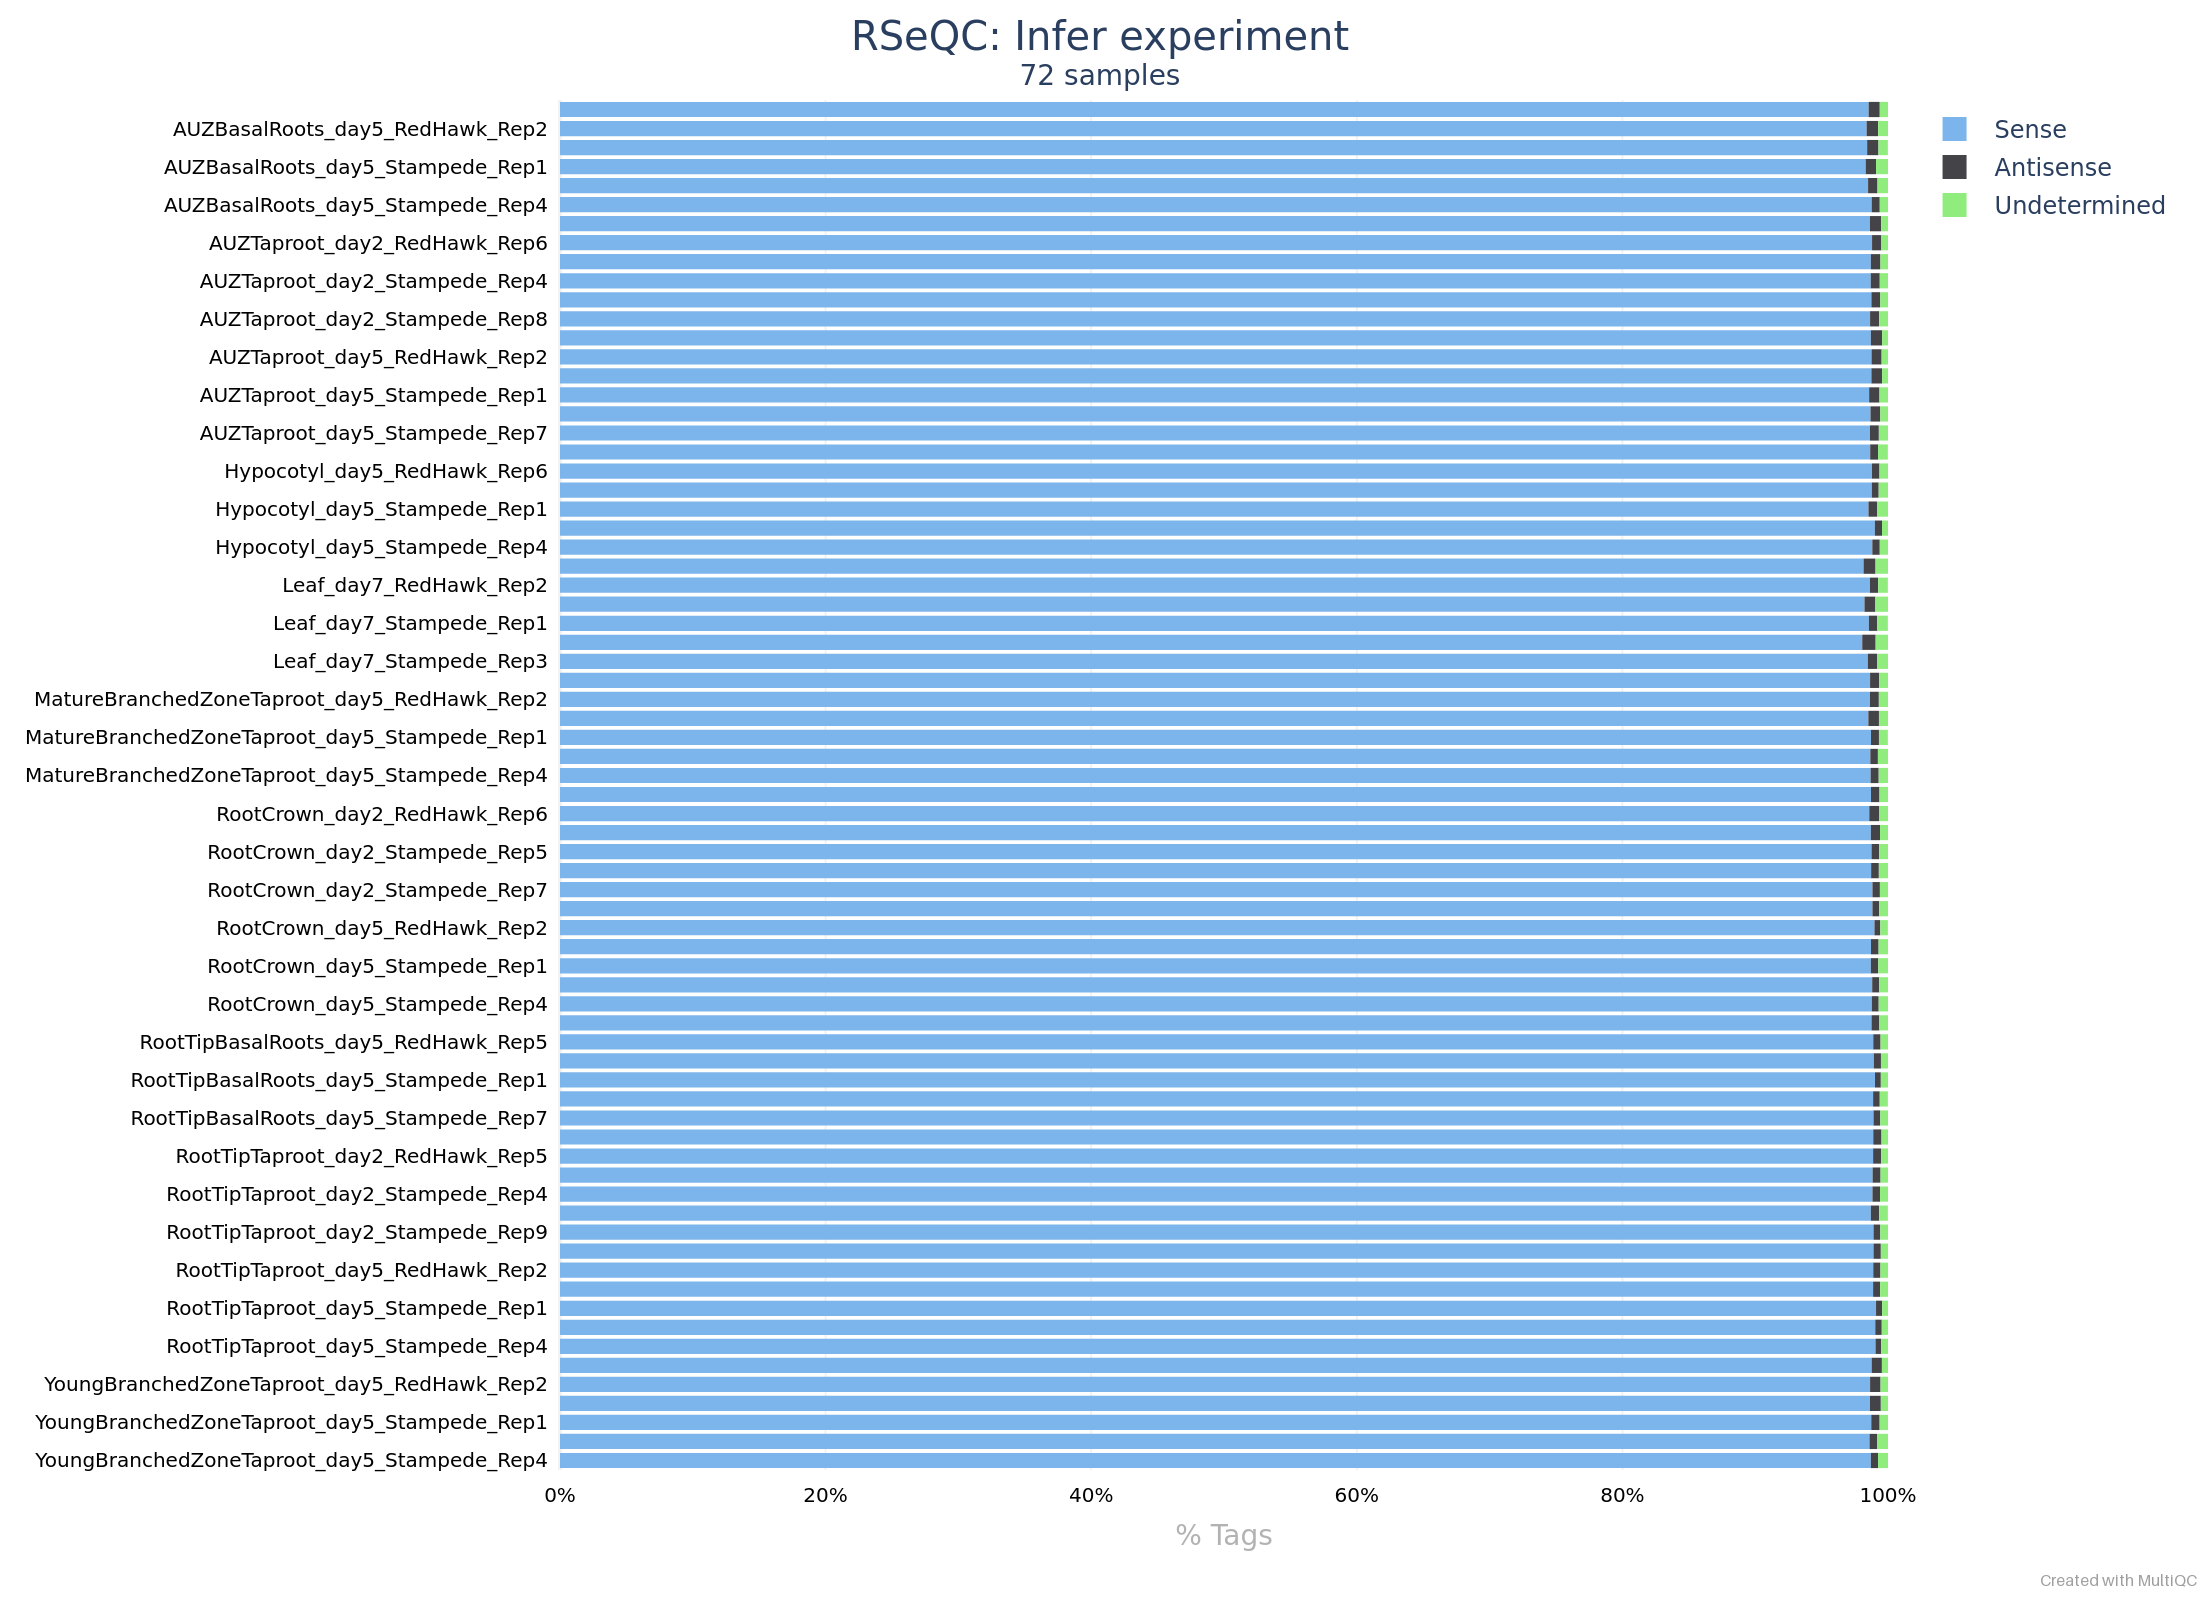 RSeQC: Infer experiment
72 samples
AUZBasalRoots_day5_RedHawk_Rep2
AUZBasalRoots_day5_Stampede_Rep1
AUZBasalRoots_day5_Stampede_Rep4
AUZTaproot_day2_RedHawk_Rep6
AUZTaproot_day2_Stampede_Rep4
AUZTaproot_day2_Stampede_Rep8
AUZTaproot_day5_RedHawk_Rep2
AUZTaproot_day5_Stampede_Rep1
AUZTaproot_day5_Stampede_Rep7
Hypocotyl_day5_RedHawk_Rep6
Hypocotyl_day5_Stampede_Rep1
Hypocotyl_day5_Stampede_Rep4
Leaf_day7_RedHawk_Rep2
Leaf_day7_Stampede_Rep1
Leaf_day7_Stampede_Rep3
MatureBranchedZoneTaproot_day5_RedHawk_Rep2
MatureBranchedZoneTaproot_day5_Stampede_Rep1
MatureBranchedZoneTaproot_day5_Stampede_Rep4
RootCrown_day2_RedHawk_Rep6
RootCrown_day2_Stampede_Rep5
RootCrown_day2_Stampede_Rep7
RootCrown_day5_RedHawk_Rep2
RootCrown_day5_Stampede_Rep1
RootCrown_day5_Stampede_Rep4
RootTipBasalRoots_day5_RedHawk_Rep5
RootTipBasalRoots_day5_Stampede_Rep1
RootTipBasalRoots_day5_Stampede_Rep7
RootTipTaproot_day2_RedHawk_Rep5
RootTipTaproot_day2_Stampede_Rep4
RootTipTaproot_day2_Stampede_Rep9
RootTipTaproot_day5_RedHawk_Rep2
RootTipTaproot_day5_Stampede_Rep1
RootTipTaproot_day5_Stampede_Rep4
YoungBranchedZoneTaproot_day5_RedHawk_Rep2
YoungBranchedZoneTaproot_day5_Stampede_Rep1
YoungBranchedZoneTaproot_day5_Stampede_Rep4
0% 20% 40% 60% 80% 100%
% Tags
Sense
Antisense
Undetermined
Created with MultiQC